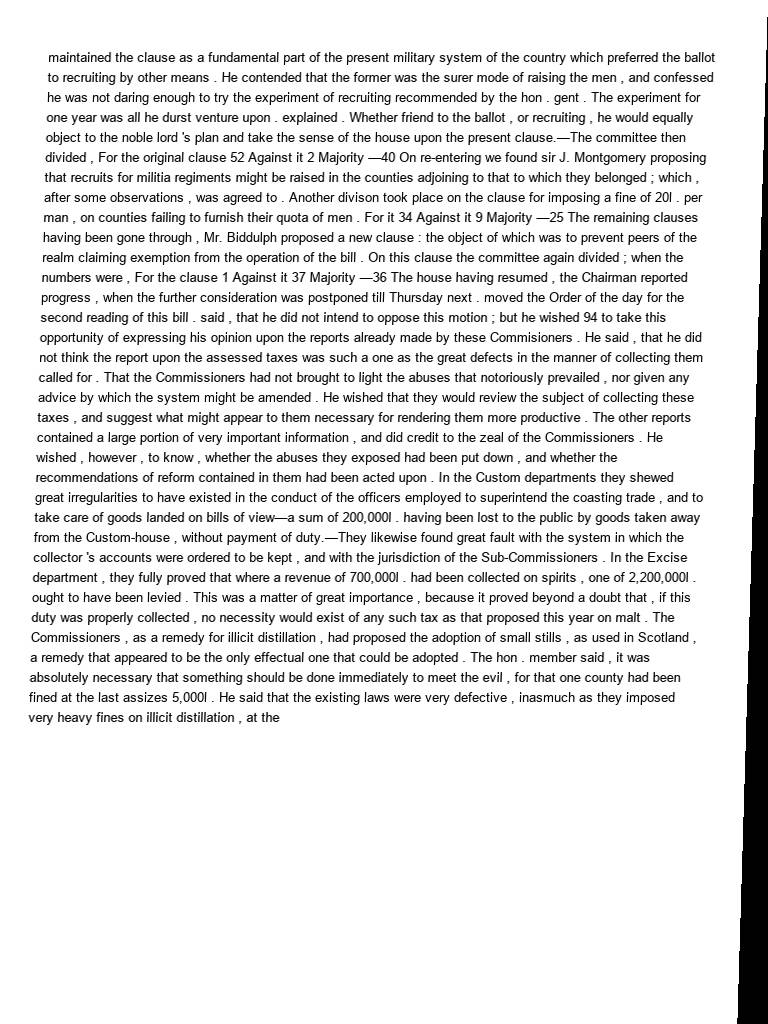 maintained the clause as a fundamental part of the present military system of the country which preferred the ballot
to recruiting by other means . He contended that the former was the surer mode of raising the men , and confessed
he was not daring enough to try the experiment of recruiting recommended by the hon . gent . The experiment for
one year was all he durst venture upon . explained . Whether friend to the ballot , or recruiting , he would equally
object to the noble lord 's plan and take the sense of the house upon the present clause.—The committee then
divided , For the original clause 52 Against it 2 Majority —40 On re-entering we found sir J. Montgomery proposing
that recruits for militia regiments might be raised in the counties adjoining to that to which they belonged ; which ,
after some observations , was agreed to . Another divison took place on the clause for imposing a fine of 20l . per
man , on counties failing to furnish their quota of men . For it 34 Against it 9 Majority —25 The remaining clauses
having been gone through , Mr. Biddulph proposed a new clause : the object of which was to prevent peers of the
realm claiming exemption from the operation of the bill . On this clause the committee again divided ; when the
numbers were , For the clause 1 Against it 37 Majority —36 The house having resumed , the Chairman reported
progress , when the further consideration was postponed till Thursday next . moved the Order of the day for the
second reading of this bill . said , that he did not intend to oppose this motion ; but he wished 94 to take this
opportunity of expressing his opinion upon the reports already made by these Commisioners . He said , that he did
not think the report upon the assessed taxes was such a one as the great defects in the manner of collecting them
called for . That the Commissioners had not brought to light the abuses that notoriously prevailed , nor given any
advice by which the system might be amended . He wished that they would review the subject of collecting these
taxes , and suggest what might appear to them necessary for rendering them more productive . The other reports
contained a large portion of very important information , and did credit to the zeal of the Commissioners . He
wished , however , to know , whether the abuses they exposed had been put down , and whether the
recommendations of reform contained in them had been acted upon . In the Custom departments they shewed
great irregularities to have existed in the conduct of the officers employed to superintend the coasting trade , and to
take care of goods landed on bills of view—a sum of 200,000l . having been lost to the public by goods taken away
from the Custom-house , without payment of duty.—They likewise found great fault with the system in which the
collector 's accounts were ordered to be kept , and with the jurisdiction of the Sub-Commissioners . In the Excise
department , they fully proved that where a revenue of 700,000l . had been collected on spirits , one of 2,200,000l .
ought to have been levied . This was a matter of great importance , because it proved beyond a doubt that , if this
duty was properly collected , no necessity would exist of any such tax as that proposed this year on malt . The
Commissioners , as a remedy for illicit distillation , had proposed the adoption of small stills , as used in Scotland ,
a remedy that appeared to be the only effectual one that could be adopted . The hon . member said , it was
absolutely necessary that something should be done immediately to meet the evil , for that one county had been
fined at the last assizes 5,000l . He said that the existing laws were very defective , inasmuch as they imposed
very heavy fines on illicit distillation , at the